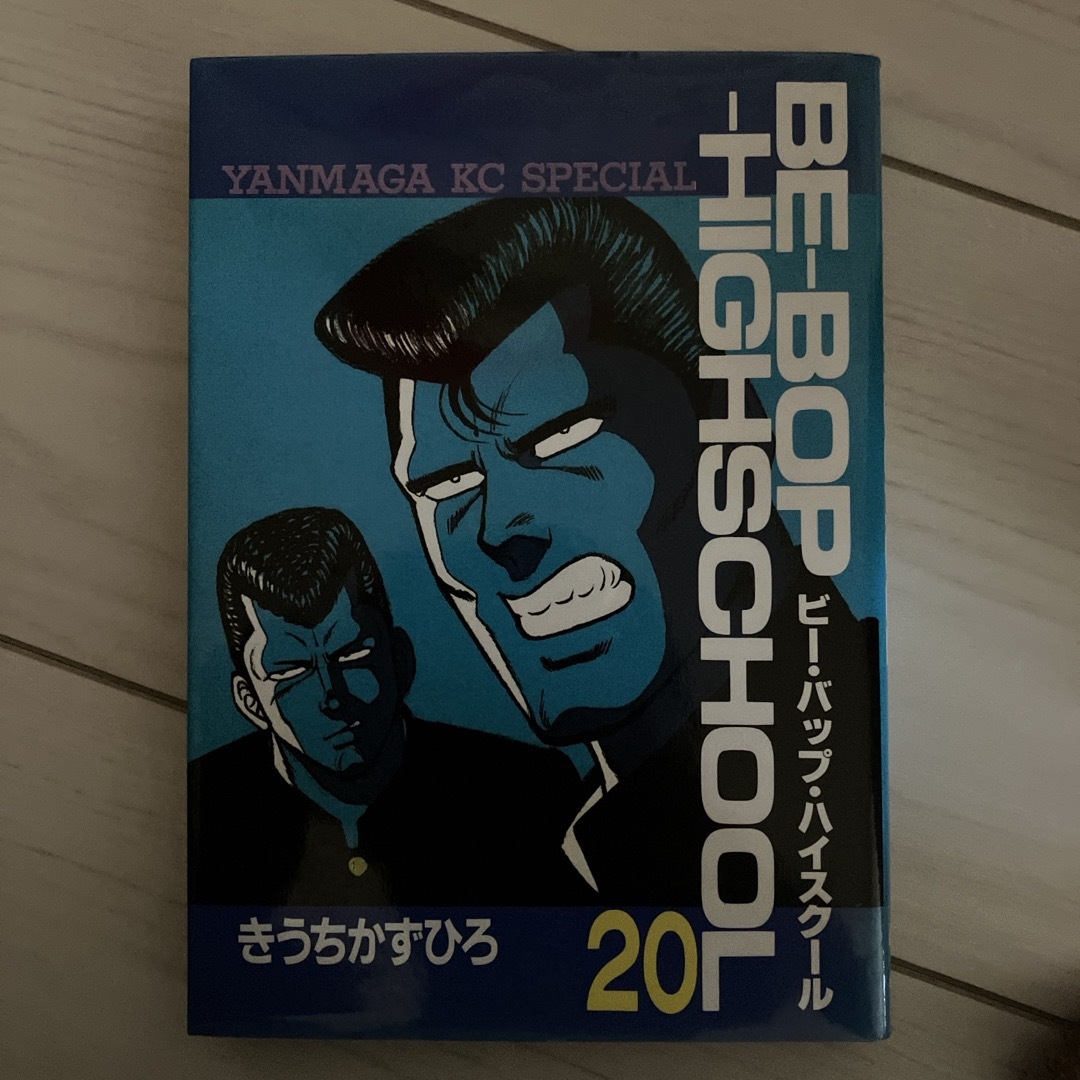 YANMAGA KC SPECIAL
BE-BOP
-HIGHSCHOOL
ビー・バップ・ハイスクール
きうちかずひろ
20